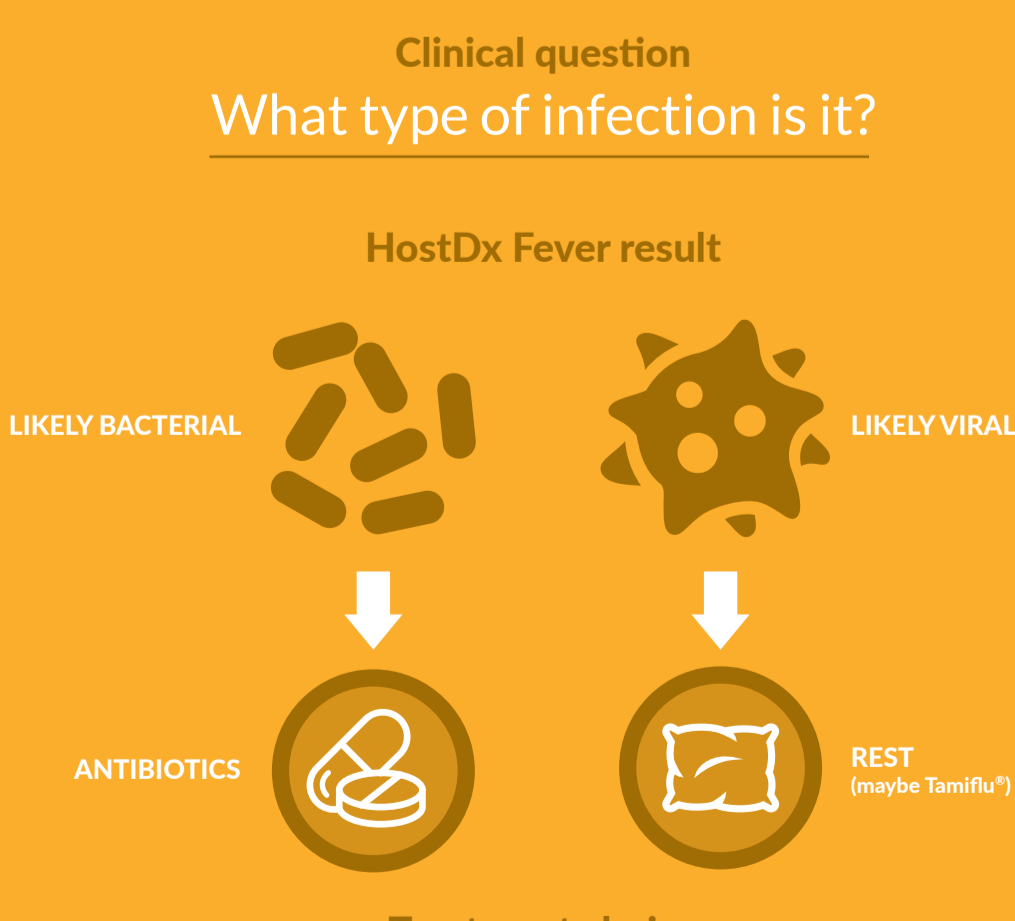 Clinical question
What type of infection is it?
HostDx Fever result
LIKELY BACTERIAL
LIKELY VIRAL
ANTIBIOTICS
REST
(maybe Tamiflu®)